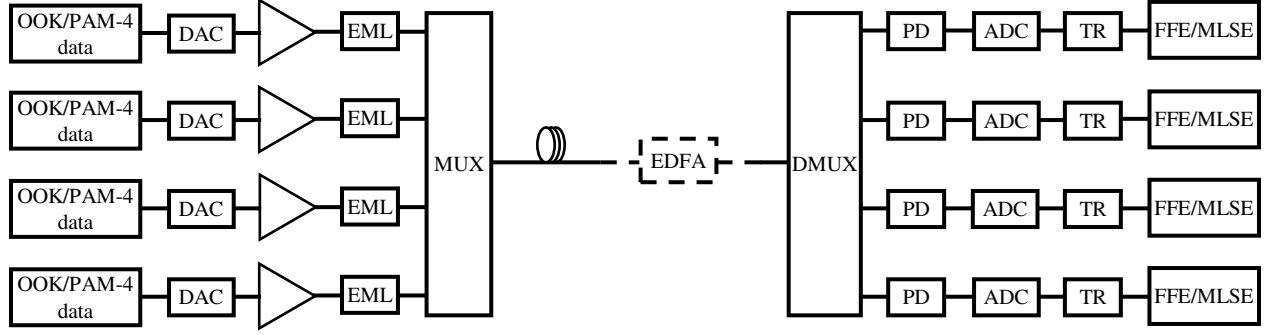 OOK/PAM-4
data
DAC
EML
PD
ADC
TR
FFE/MLSE
OOK/PAM-4
data
DAC
EML
PD
ADC
TR
FFE/MLSE
MUX
EDFA
DMUX
OOK/PAM-4
data
DAC
EML
PD
ADC
TR
FFE/MLSE
OOK/PAM-4
data
DAC
EML
PD
ADC
TR
FFE/MLSE